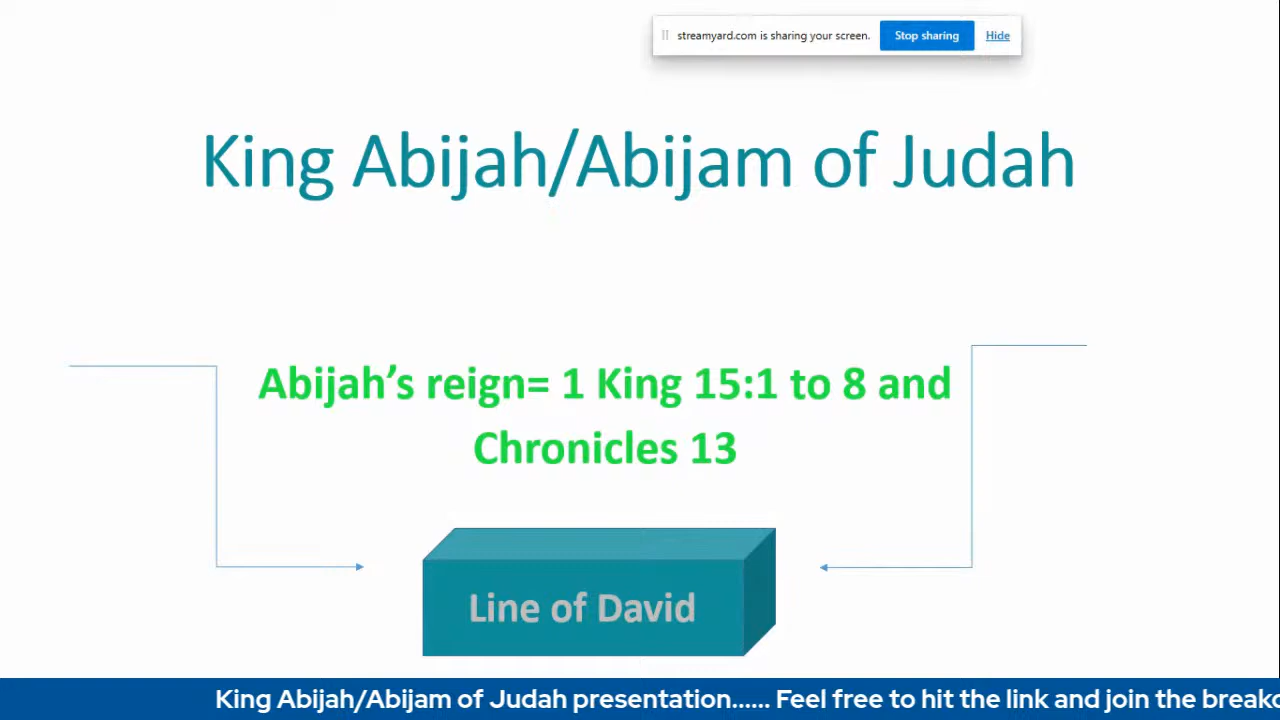 streamyard.com is sharing your screen. Stop sharing Hide
King Abijah/Abijam of Judah
Abijah’s reign= 1 King 15:1 to 8 and
Chronicles 13
Line of David
King Abijah/Abijam of Judah presentation...... Feel free to hit the link and join the